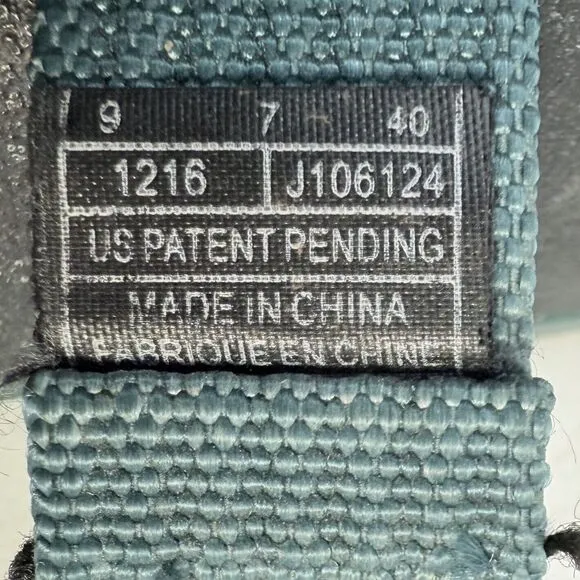 9 7 40
1216 J106124
US PATENT PENDING
MADE IN CHINA
FABRIQUE EN CHINE